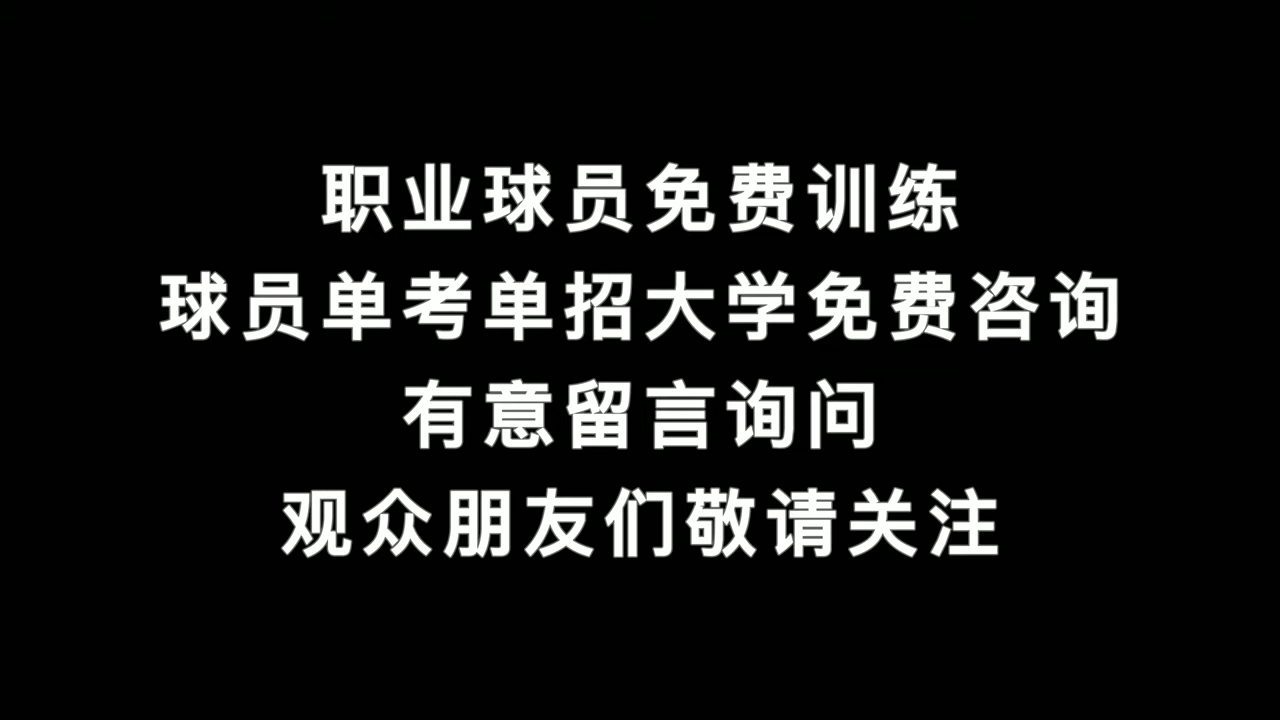 职业球员免费训练
球员单考单招大学免费咨询
有意留言询问
观众朋友们敬请关注